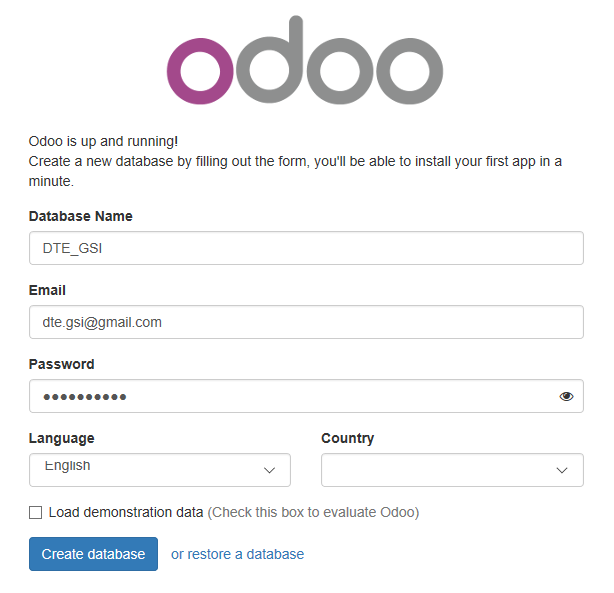 odoo
Odoo is up and running!
Create a new database by filling out the form, you'll be able to install your first app in a
minute.
Database Name
DTE_GSI
Email
dte.gsi@gmail.com
Password
●●●●●●●●●●
Language Country
English
Load demonstration data (Check this box to evaluate Odoo)
Create database or restore a database